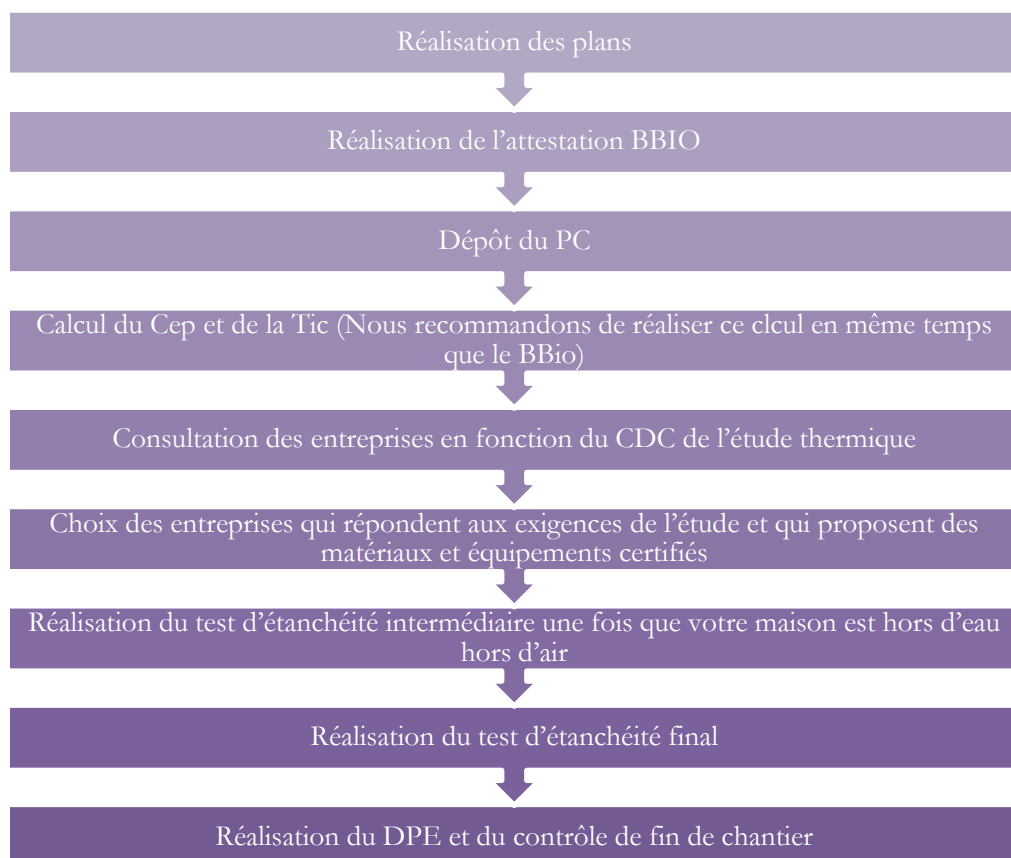 Réalisation des plans
Réalisation de l’attestation BBIO
Dépôt du PC
Calcul du Cep et de la Tic (Nous recommandons de réaliser ce clcul en même temps
que le BBio)
Consultation des entreprises en fonction du CDC de l’étude thermique
Choix des entreprises qui répondent aux exigences de l’étude et qui proposent des
matériaux et équipements certifiés
Réalisation du test d’étanchéité intermédiaire une fois que votre maison est hors d’eau
hors d’air
Réalisation du test d’étanchéité final
Réalisation du DPE et du contrôle de fin de chantier